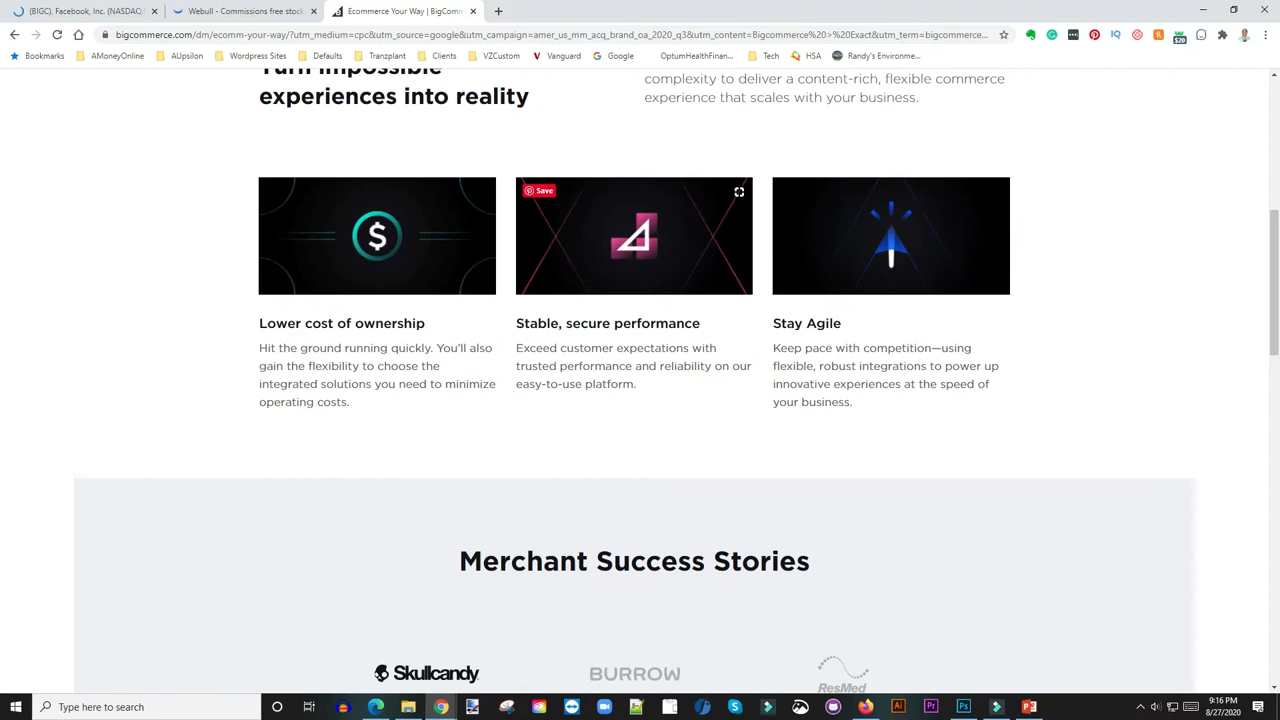 (BIGC), Facebook, Inc. (NASDAQ:
Webull - Commissions free stock
Ecommerce Your Way | BigComm
bigcommerce.com/dm/ecomm-your-way/?utm_medium=cpc&utm_source=google&utm_campaign=amer_us_mm_acq_brand_oa_2020_q3&utm_content=Bigcommerce%20>%20Exact&utm_term=bigcommerce...
$20
Bookmarks AMoneyOnline AUpsilon Wordpress Sites Defaults Tranzplant Clients VZCustom Vanguard Google OptumHealthFinan... Tech HSA Randy's Environme...
Turn impossible
experiences into reality
complexity to deliver a content-rich, flexible commerce
experience that scales with your business.
Save
Lower cost of ownership
Hit the ground running quickly. You'll also
gain the flexibility to choose the
integrated solutions you need to minimize
operating costs.
Stable, secure performance
Exceed customer expectations with
trusted performance and reliability on our
easy-to-use platform.
Stay Agile
Keep pace with competition—using
flexible, robust integrations to power up
innovative experiences at the speed of
your business.
Merchant Success Stories
Skullcandy
BURROW
ResMed
Type here to search
9:16 PM
8/27/2020